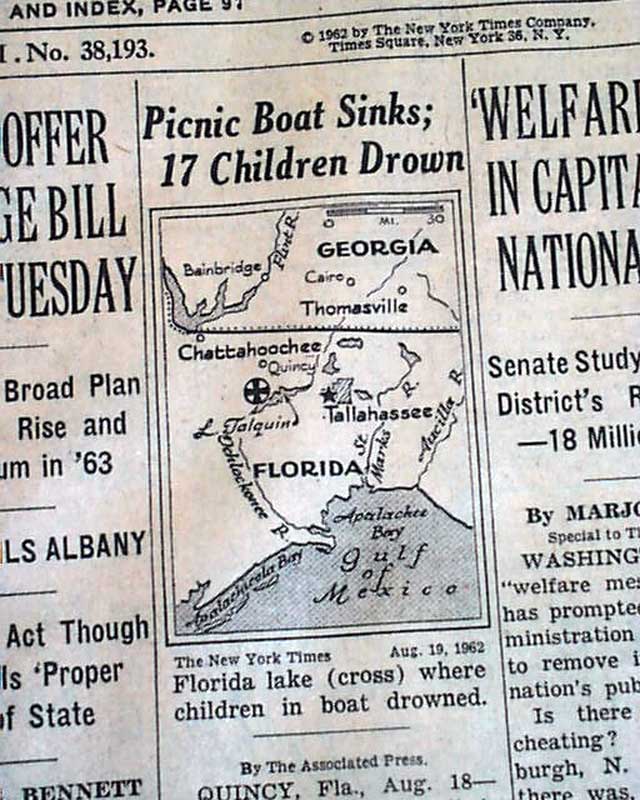 AND INDEX, PAGE 91
No. 38,193.
© 1962 by The New York Times Company,
Times Square, New York 36, N. Y.
OFFER
GE BILL
TUESDAY
Broad Plan
Rise and
um in '63
LS ALBANY
Act Though
ls 'Proper
of State
BENNETT
Picnic Boat Sinks;
17 Children Drown
0 MI. 30
Flint R.
GEORGIA
Bainbridge
Cairo
Thomasville
Chattahoochee
Quincy
Tallahassee
L. Talquin
Ochlockonee R.
St. Marks R.
Aucilla R.
FLORIDA
Apalachee
Bay
Gulf
of
Mexico
Apalachicola Bay
The New York Times Aug. 19, 1962
Florida lake (cross) where
children in boat drowned.
By The Associated Press.
QUINCY, Fla., Aug. 18—
'WELFAR
IN CAPITA
NATIONA
Senate Study
District's R
—18 Milli
By MARJO
Special to T
WASHING
"welfare me
has prompte
ministration
to remove i
nation's pub
Is there
cheating?
burgh, N.
there was